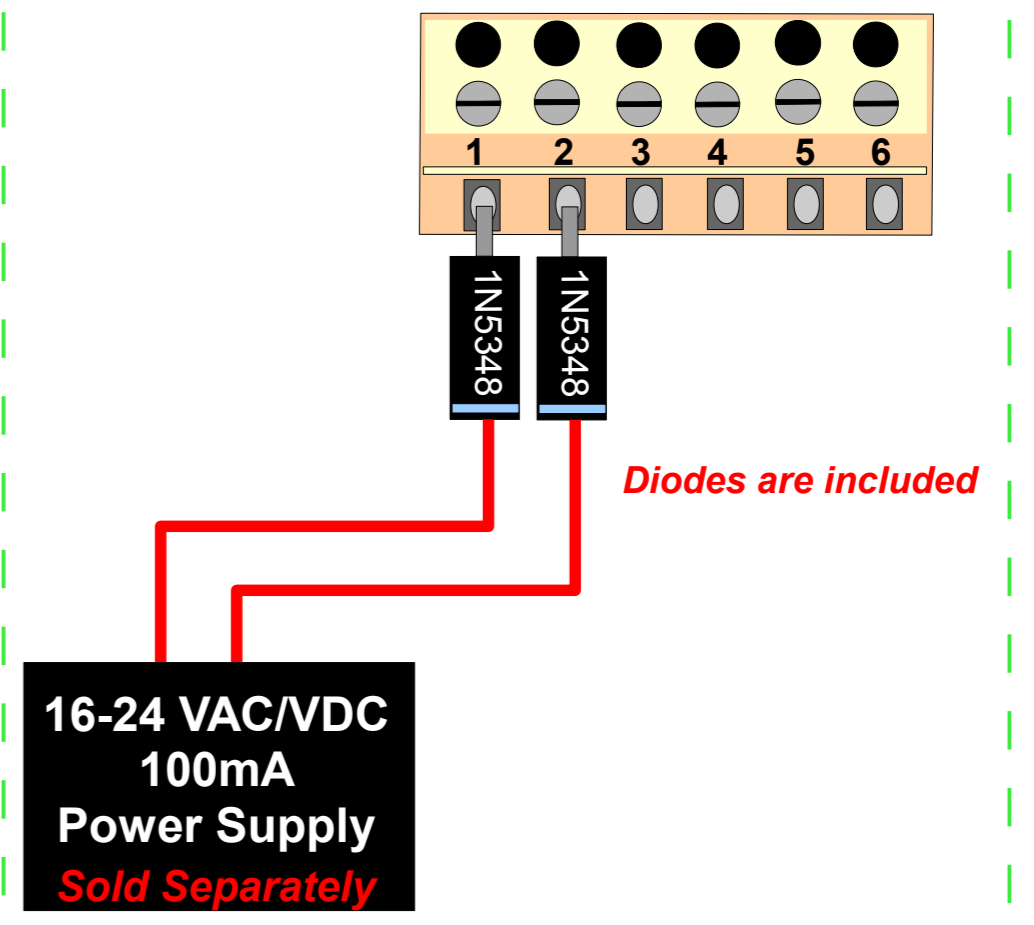 1 2 3 4 5 6
1N5348 1N5348
Diodes are included
16-24 VAC/VDC
100mA
Power Supply
Sold Separately